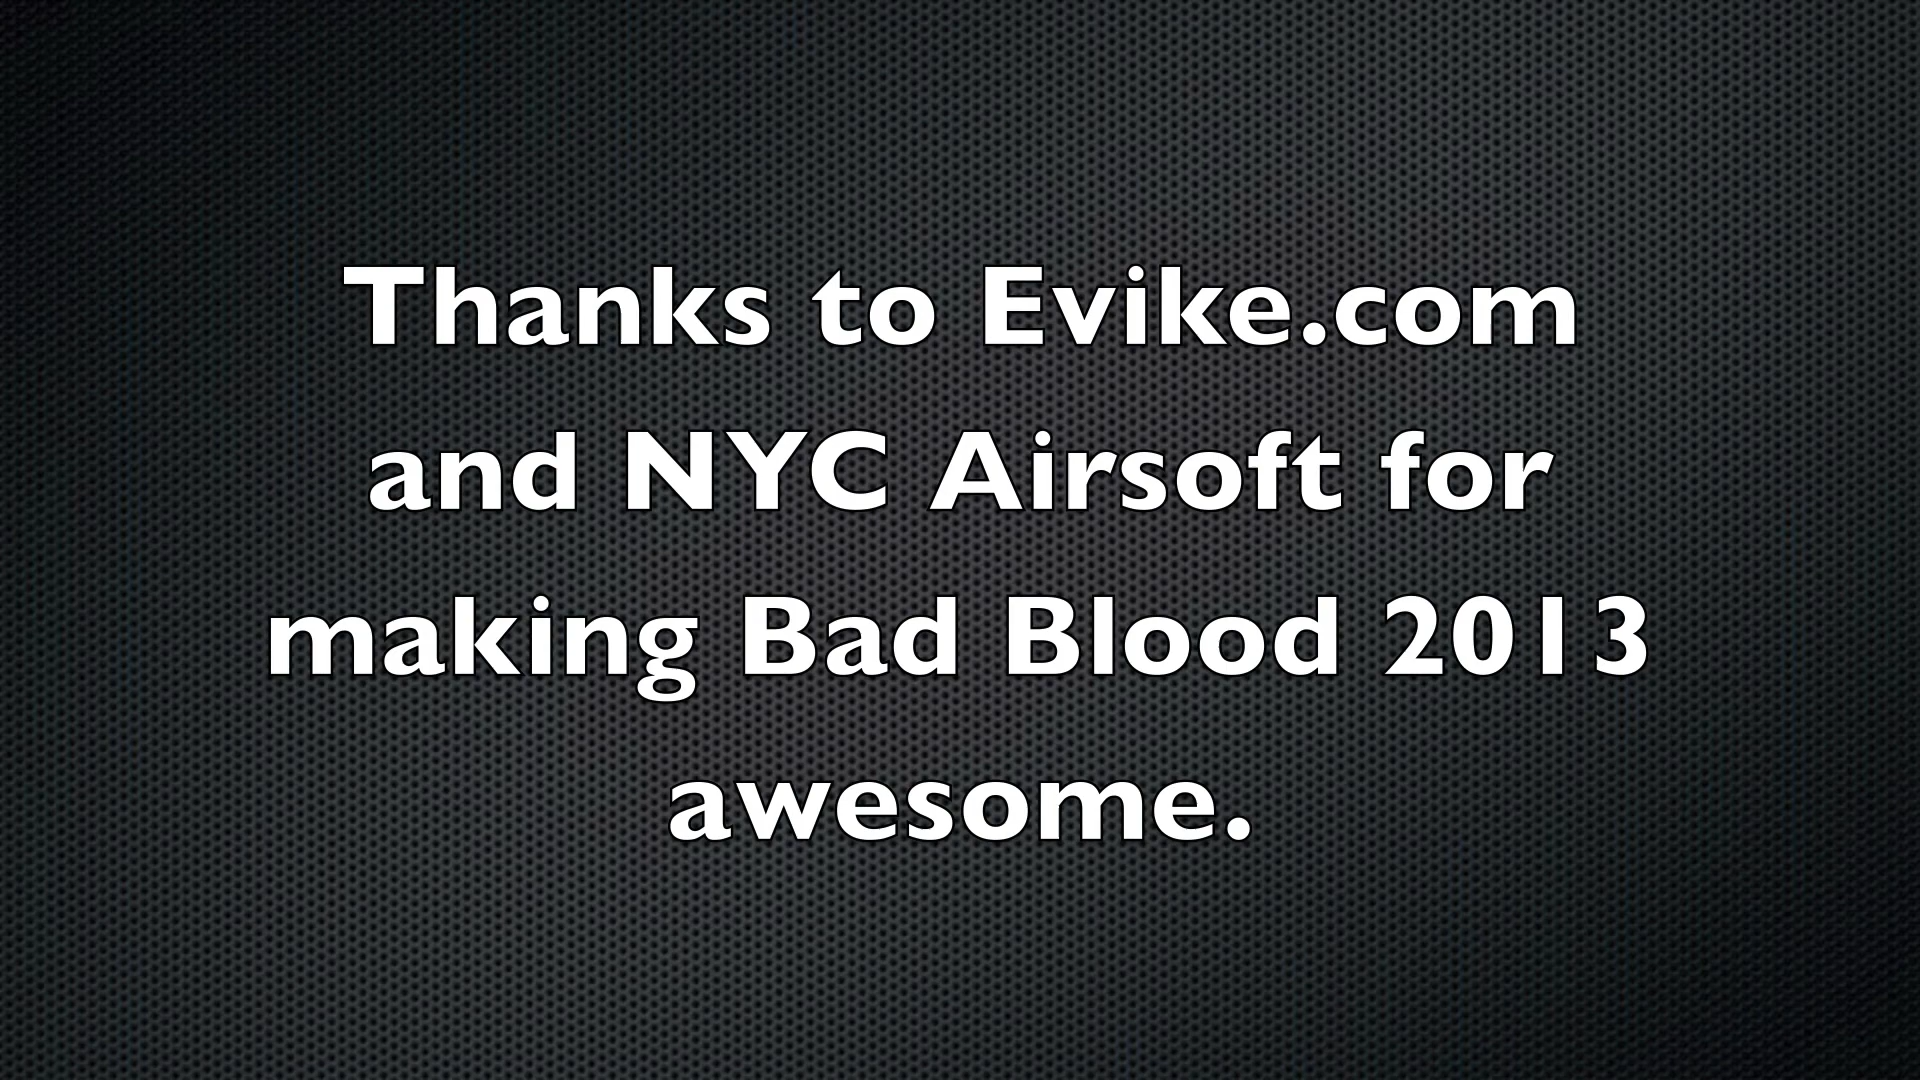 Thanks to Evike.com
and NYC Airsoft for
making Bad Blood 2013
awesome.